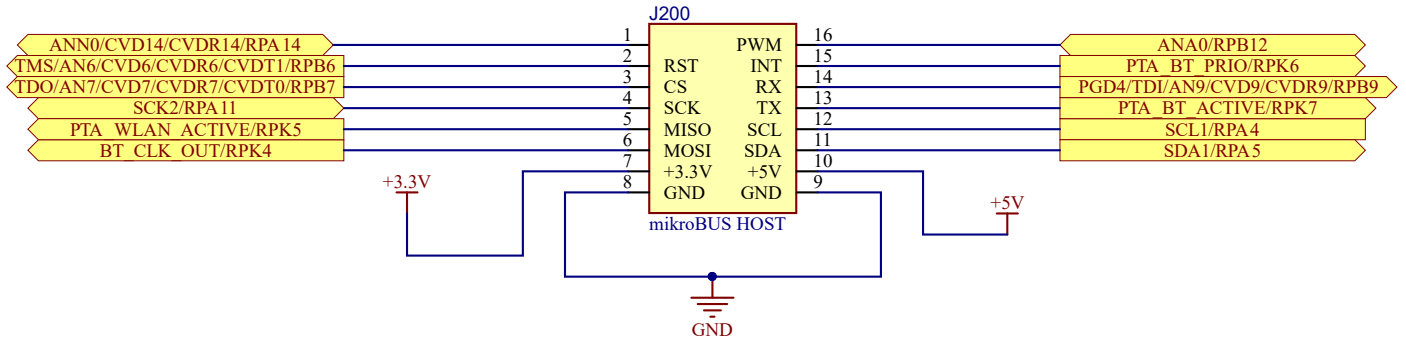 J200
ANN0/CVD14/CVDR14/RPA14 1 PWM 16 ANA0/RPB12
TMS/AN6/CVD6/CVDR6/CVDT1/RPB6 2 RST INT 15 PTA_BT_PRIO/RPK6
TDO/AN7/CVD7/CVDR7/CVDT0/RPB7 3 CS RX 14 PGD4/TDI/AN9/CVD9/CVDR9/RPB9
SCK2/RPA11 4 SCK TX 13 PTA_BT_ACTIVE/RPK7
PTA_WLAN_ACTIVE/RPK5 5 MISO SCL 12 SCL1/RPA4
BT_CLK_OUT/RPK4 6 MOSI SDA 11 SDA1/RPA5
7 +3.3V +5V 10
8 GND GND 9
+3.3V
+5V
mikroBUS HOST
GND